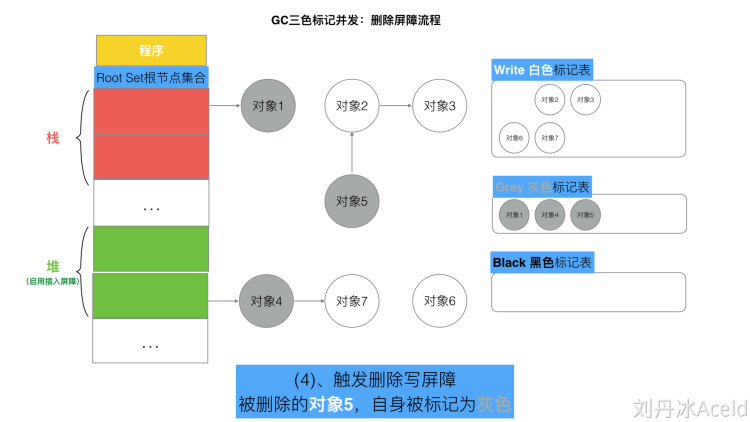 GC三色标记并发：删除屏障流程
程序
Root Set根节点集合
栈
...
堆
(启用插入屏障)
...
对象1
对象2
对象3
对象5
对象4
对象7
对象6
Write 白色标记表
对象2
对象3
对象6
对象7
Grey 灰色标记表
对象1
对象4
对象5
Black 黑色标记表
(4)、触发删除写屏障
被删除的对象5，自身被标记为灰色
刘丹冰Aceld